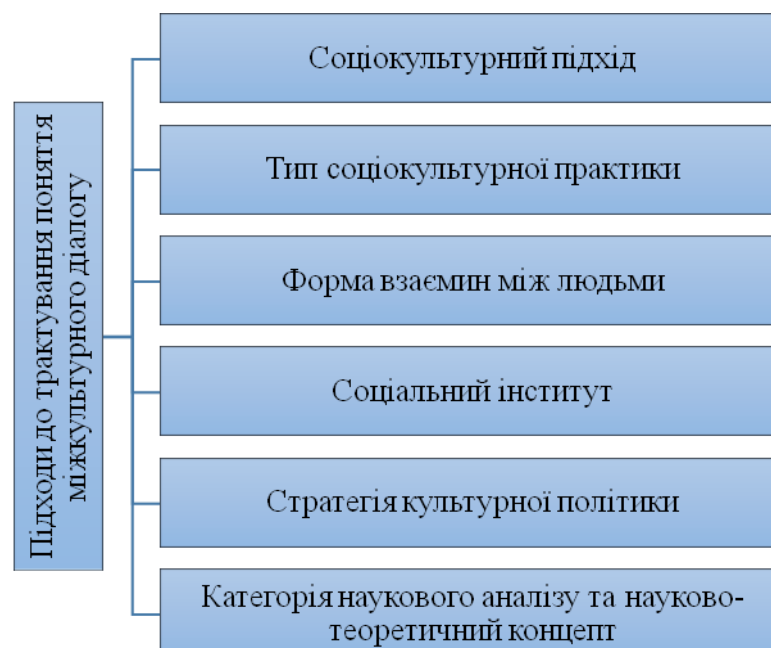 Підходи до трактування поняття
міжкультурного діалогу
Соціокультурний підхід
Тип соціокультурної практики
Форма взаємин між людьми
Соціальний інститут
Стратегія культурної політики
Категорія наукового аналізу та науково-
теоретичний концепт